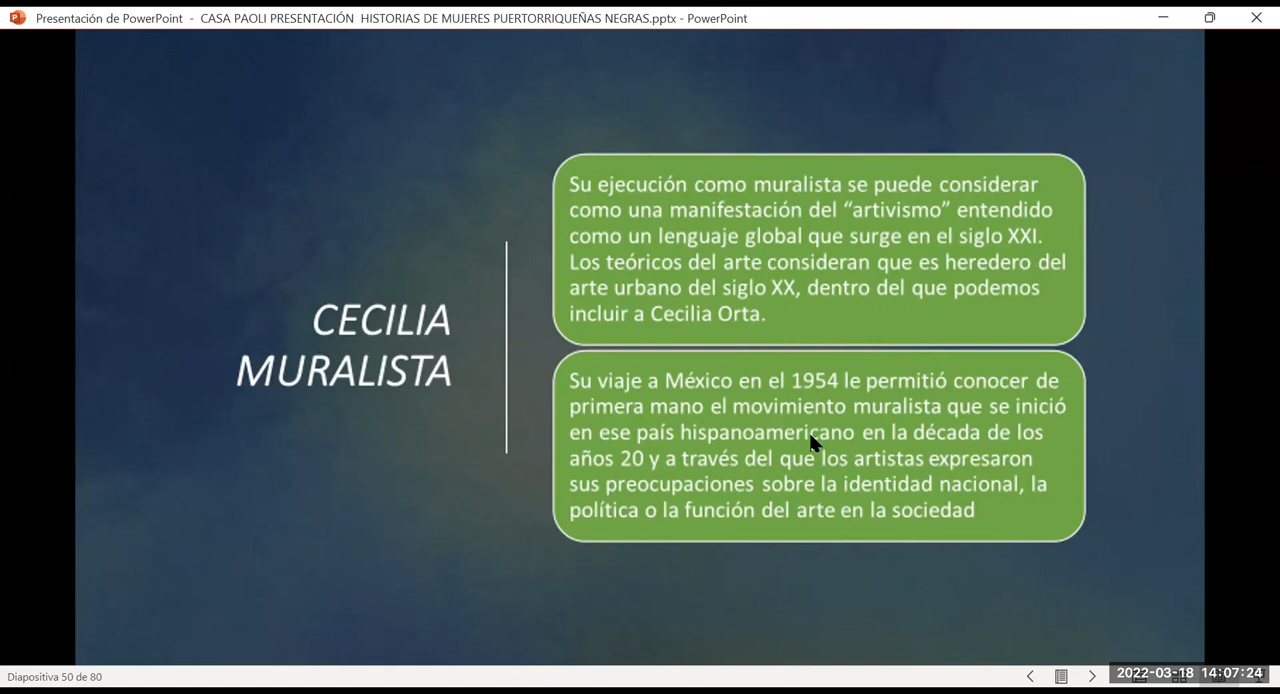 Presentación de PowerPoint - CASA PAOLI PRESENTACIÓN HISTORIAS DE MUJERES PUERTORRIQUEÑAS NEGRAS.pptx - PowerPoint
CECILIA
MURALISTA
Su ejecución como muralista se puede considerar
como una manifestación del “artivismo” entendido
como un lenguaje global que surge en el siglo XXI.
Los teóricos del arte consideran que es heredero del
arte urbano del siglo XX, dentro del que podemos
incluir a Cecilia Orta.
Su viaje a México en el 1954 le permitió conocer de
primera mano el movimiento muralista que se inició
en ese país hispanoamericano en la década de los
años 20 y a través del que los artistas expresaron
sus preocupaciones sobre la identidad nacional, la
política o la función del arte en la sociedad
Diapositiva 50 de 80
2022-03-18 14:07:24